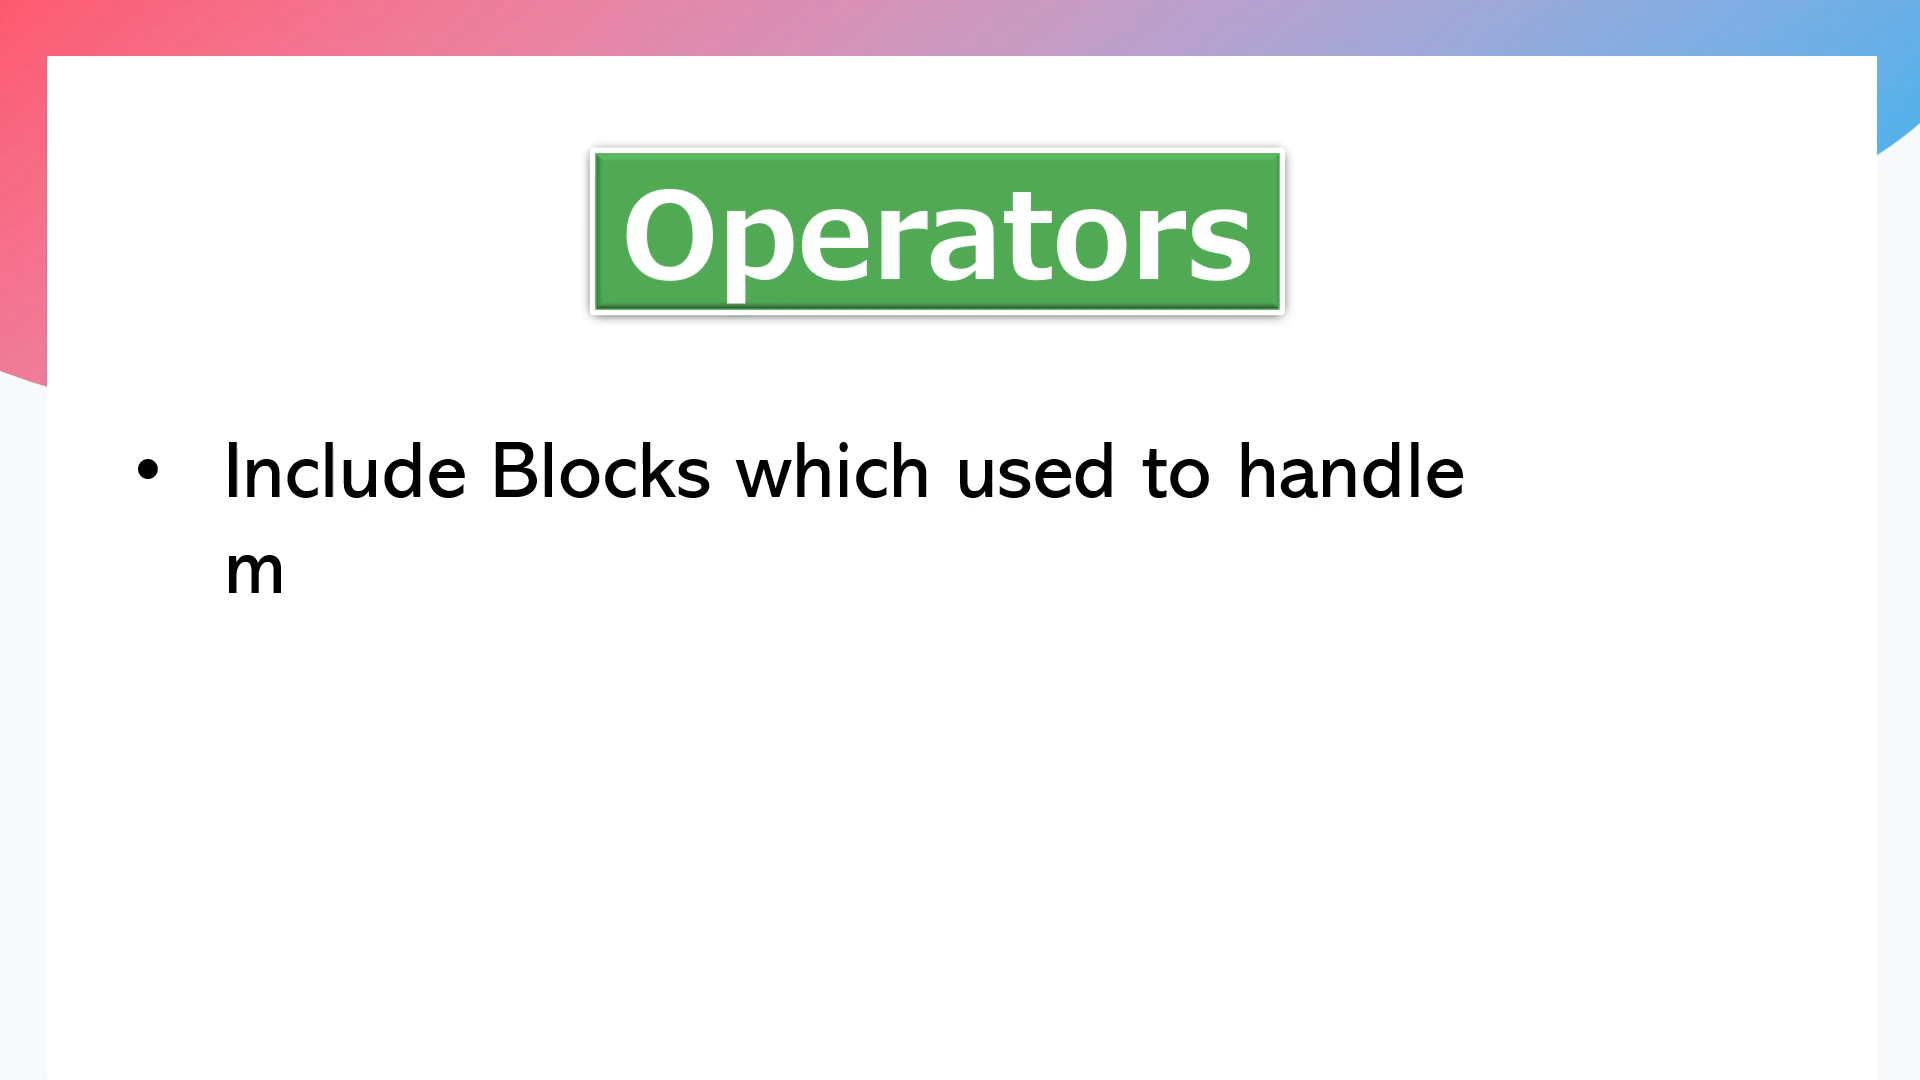 Operators
• Include Blocks which used to handle
m